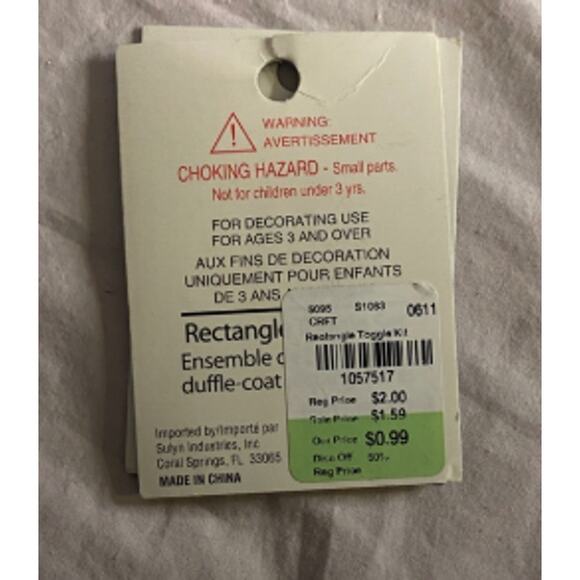 WARNING:
AVERTISSEMENT
CHOKING HAZARD - Small parts.
Not for children under 3 yrs.
FOR DECORATING USE
FOR AGES 3 AND OVER
AUX FINS DE DECORATION
UNIQUEMENT POUR ENFANTS
DE 3 ANS
Rectangle
Ensemble
duffle-coat
Imported by/Importé par
Sulyn Industries, Inc
Coral Springs, FL 33065
MADE IN CHINA
5095 S1063 0611
CRFT
Rectangle Toggle Kit
1057517
Reg Price $2.00
Sale Price $1.59
Our Price $0.99
Disc Off
Reg Price